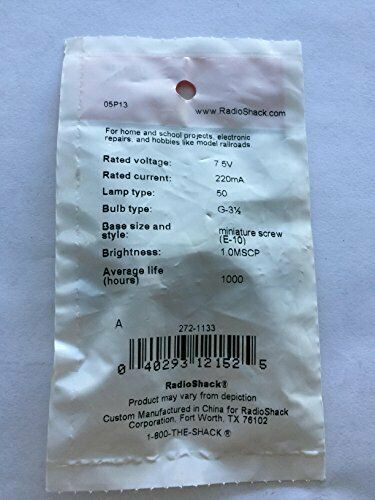 05P13
www.RadioShack.com
For home and school projects, electronic
repairs, and hobbies like model railroads.
Rated voltage: 7.5V
Rated current: 220mA
Lamp type: 50
Bulb type: G-3½
Base size and
style: miniature screw
(E-10)
Brightness: 1.0MSCP
Average life
(hours) 1000
A
272-1133
0 40293 12152 5
RadioShack®
Product may vary from depiction
Custom Manufactured in China for RadioShack
Corporation, Fort Worth, TX 76102
1-800-THE-SHACK ®